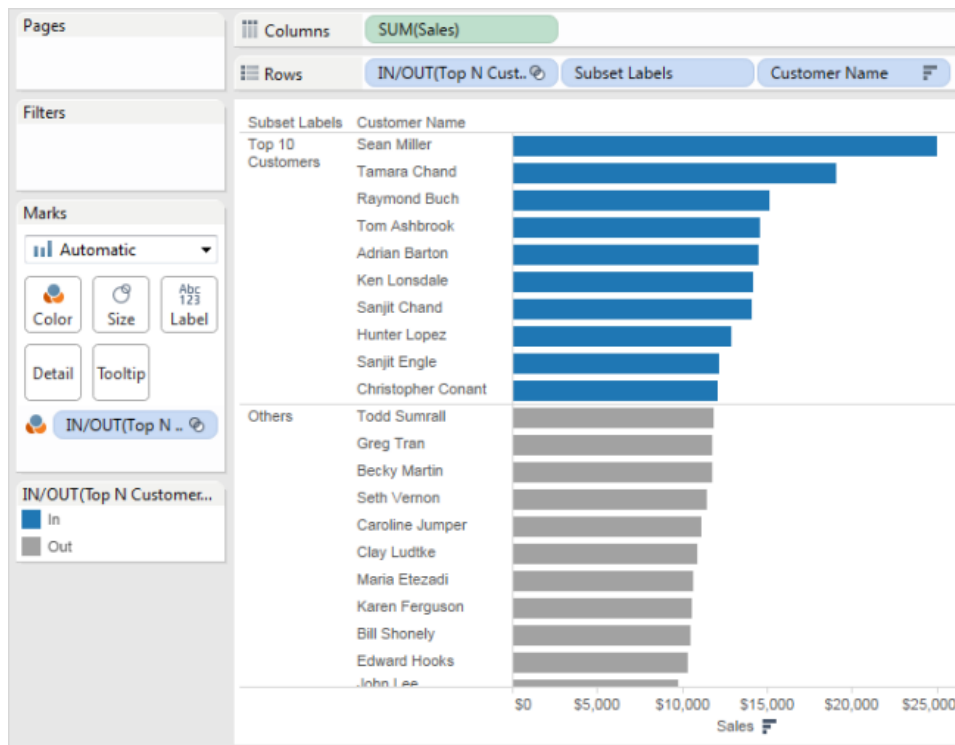 Pages
Columns
SUM(Sales)
Rows
IN/OUT(Top N Cust..
Subset Labels
Customer Name
Filters
Marks
Automatic
Color
Size
Abc
123
Label
Detail
Tooltip
IN/OUT(Top N ..
IN/OUT(Top N Customer...
In
Out
Subset Labels Customer Name
Top 10
Customers
Sean Miller
Tamara Chand
Raymond Buch
Tom Ashbrook
Adrian Barton
Ken Lonsdale
Sanjit Chand
Hunter Lopez
Sanjit Engle
Christopher Conant
Others
Todd Sumrall
Greg Tran
Becky Martin
Seth Vernon
Caroline Jumper
Clay Ludtke
Maria Etezadi
Karen Ferguson
Bill Shonely
Edward Hooks
John Lee
$0 $5,000 $10,000 $15,000 $20,000 $25,000
Sales